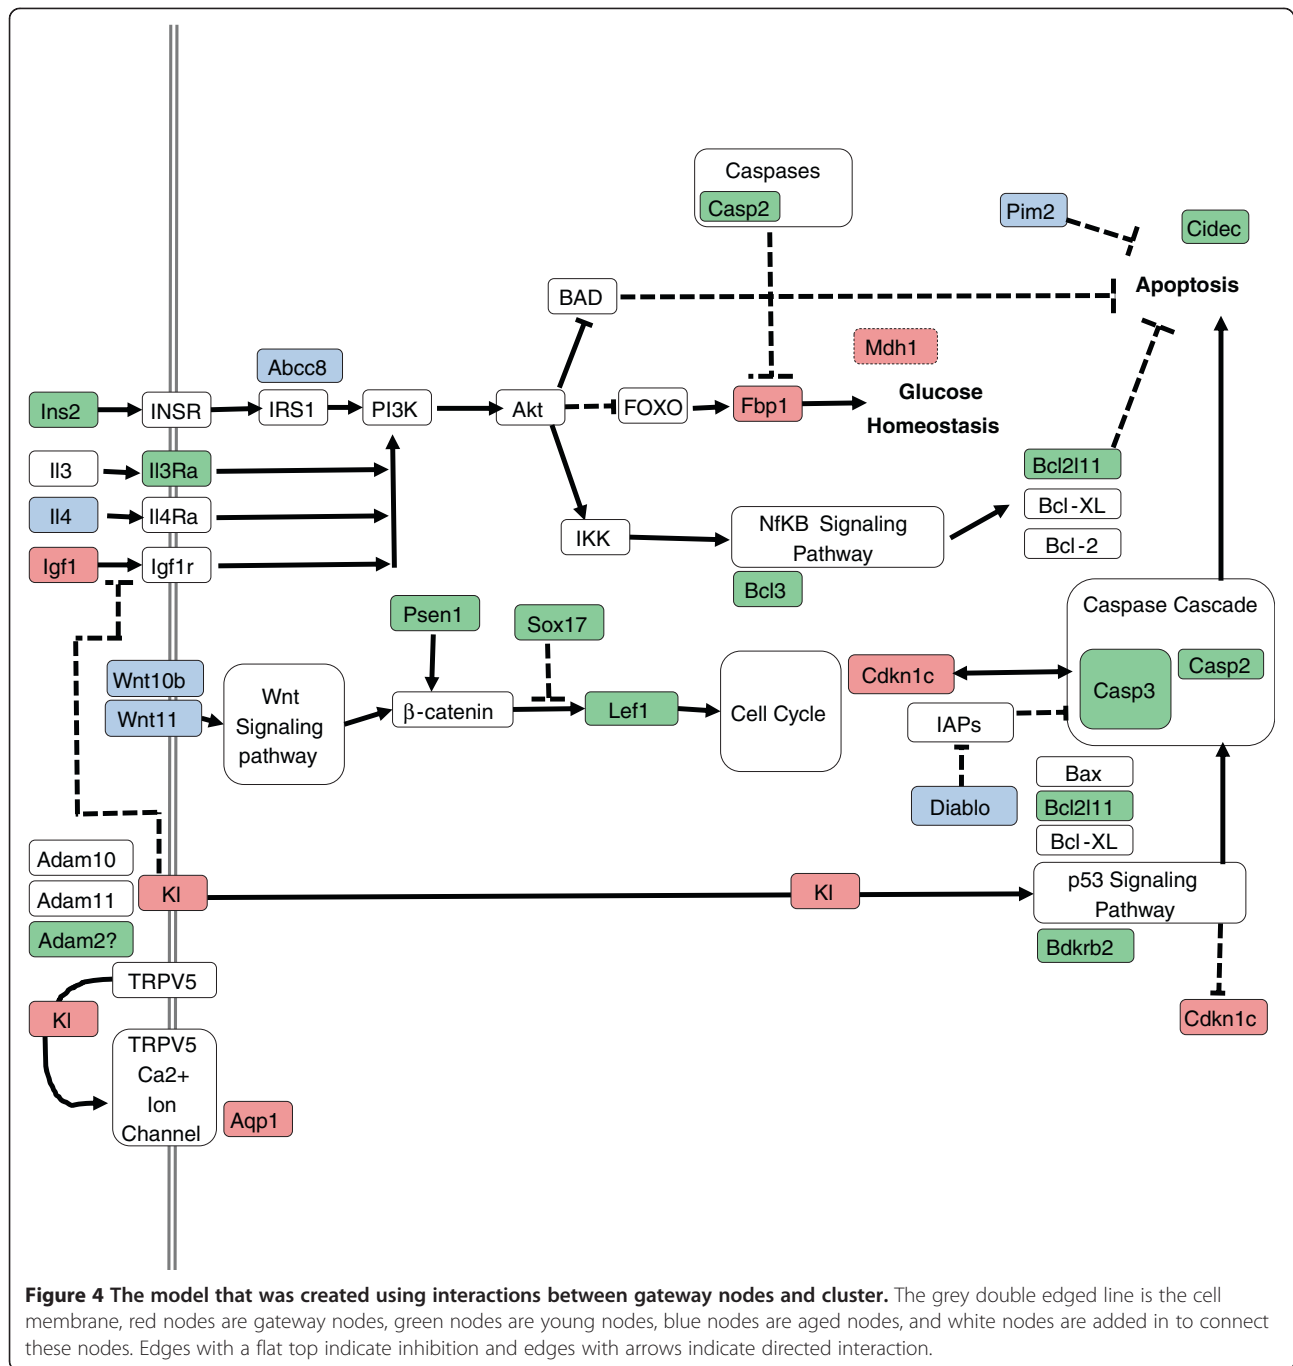 Caspases
Casp2
Pim2
Cidec
BAD
Apoptosis
Mdh1
Abcc8
Ins2
INSR
IRS1
PI3K
Akt
FOXO
Fbp1
Glucose
Homeostasis
Il3
Il3Ra
Bcl2l11
Il4
Il4Ra
Bcl-XL
IKK
NfKB Signaling
Pathway
Bcl-2
Igf1
Igf1r
Bcl3
Psen1
Sox17
Caspase Cascade
Casp2
Casp3
Cdkn1c
Wnt10b
Wnt11
Wnt
Signaling
pathway
β-catenin
Lef1
Cell Cycle
IAPs
Bax
Diablo
Bcl2l11
Bcl-XL
Adam10
Adam11
Adam2?
Kl
Kl
p53 Signaling
Pathway
Bdkrb2
TRPV5
Kl
Cdkn1c
TRPV5
Ca2+
Ion
Channel
Aqp1
Figure 4 The model that was created using interactions between gateway nodes and cluster. The grey double edged line is the cell
membrane, red nodes are gateway nodes, green nodes are young nodes, blue nodes are aged nodes, and white nodes are added in to connect
these nodes. Edges with a flat top indicate inhibition and edges with arrows indicate directed interaction.